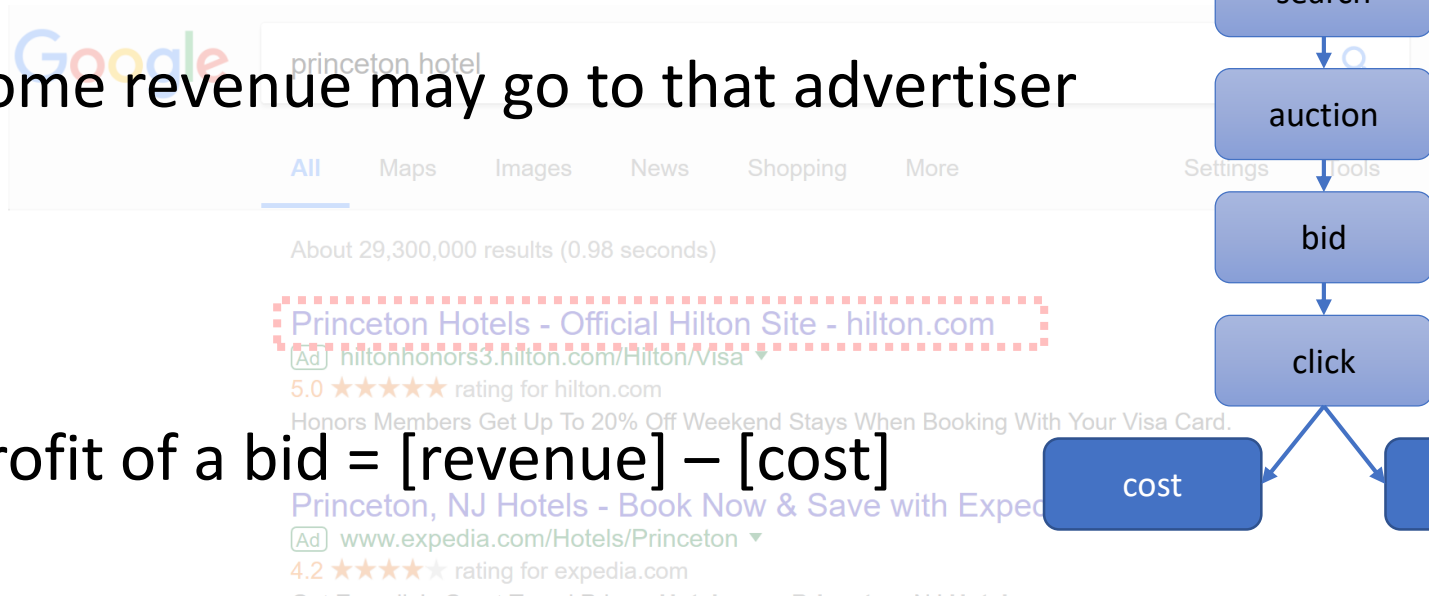 search
Google
princeton hotel
ome revenue may go to that advertiser
auction
All Maps Images News Shopping More Settings Tools
bid
About 29,300,000 results (0.98 seconds)
Princeton Hotels - Official Hilton Site - hilton.com
Ad hiltonhonors3.hilton.com/Hilton/Visa
click
5.0 ★★★★★ rating for hilton.com
Honors Members Get Up To 20% Off Weekend Stays When Booking With Your Visa Card.
rofit of a bid = [revenue] – [cost]
cost
Princeton, NJ Hotels - Book Now & Save with Exped
Ad www.expedia.com/Hotels/Princeton
4.2 ★★★★★ rating for expedia.com